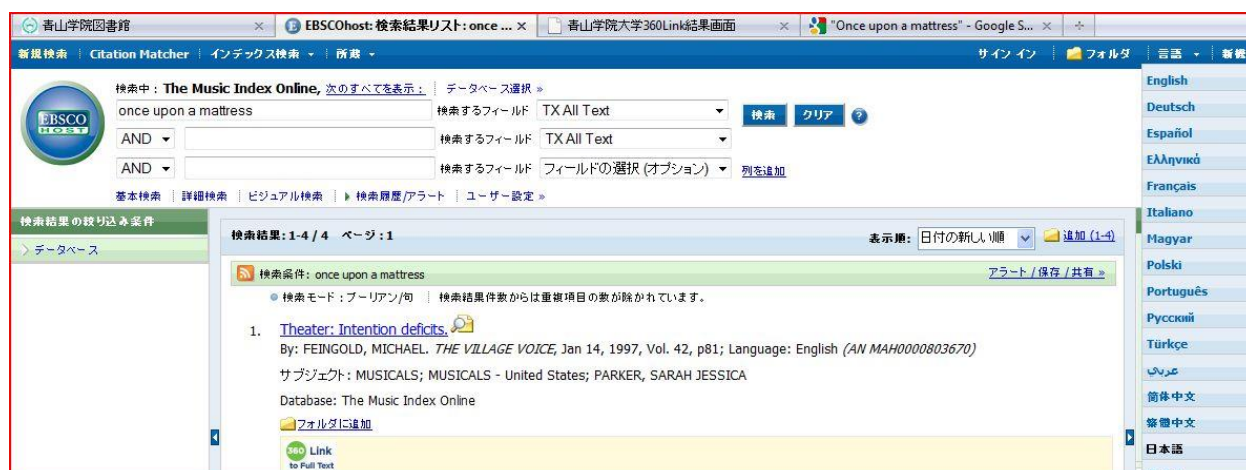 青山学院図書館 × EBSCOhost: 検索結果リスト: once ... × 青山学院大学360Link結果画面 × "Once upon a mattress" - Google S... ×
新規検索 Citation Matcher インデックス検索 所蔵 サインイン フォルダ 言語
検索中: The Music Index Online, 次のすべてを表示: データベース選択 »
EBSCO HOST
once upon a mattress 検索するフィールド TX All Text 検索 クリア ?
AND 検索するフィールド TX All Text
AND 検索するフィールド フィールドの選択 (オプション) 列を追加
基本検索 詳細検索 ビジュアル検索 検索履歴/アラート ユーザー設定 »
検索結果の絞り込み条件
データベース
検索結果: 1-4 / 4 ページ: 1 表示順: 日付の新しい順 追加 (1-4)
検索条件: once upon a mattress アラート / 保存 / 共有 »
検索モード: ブーリアン/句 検索結果件数からは重複項目の数が除かれています。
1. Theater: Intention deficits.
By: FEINGOLD, MICHAEL. THE VILLAGE VOICE, Jan 14, 1997, Vol. 42, p81; Language: English (AN MAH0000803670)
サブジェクト: MUSICALS; MUSICALS - United States; PARKER, SARAH JESSICA
Database: The Music Index Online
フォルダに追加
360 Link
to Full Text
English
Deutsch
Español
Ελληνικά
Français
Italiano
Magyar
Polski
Português
Русский
Türkçe
عربي
简体中文
繁體中文
日本語